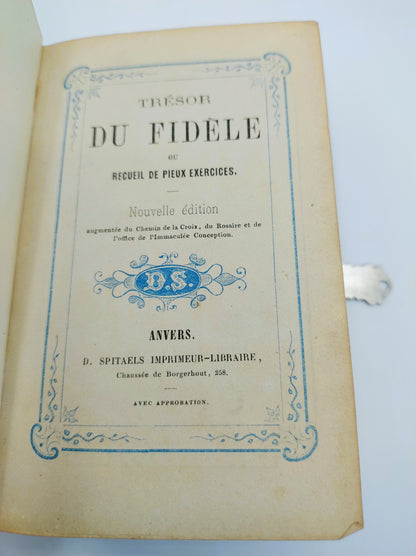 TRÉSOR
DU FIDÈLE
OU
RECUEIL DE PIEUX EXERCICES.
Nouvelle édition
augmentée du Chemin de la Croix, du Rosaire et de
l'office de l'Immaculée Conception.
D.S.
ANVERS.
D. SPITAELS IMPRIMEUR-LIBRAIRE,
Chaussée de Borgerhout, 258.
AVEC APPROBATION.